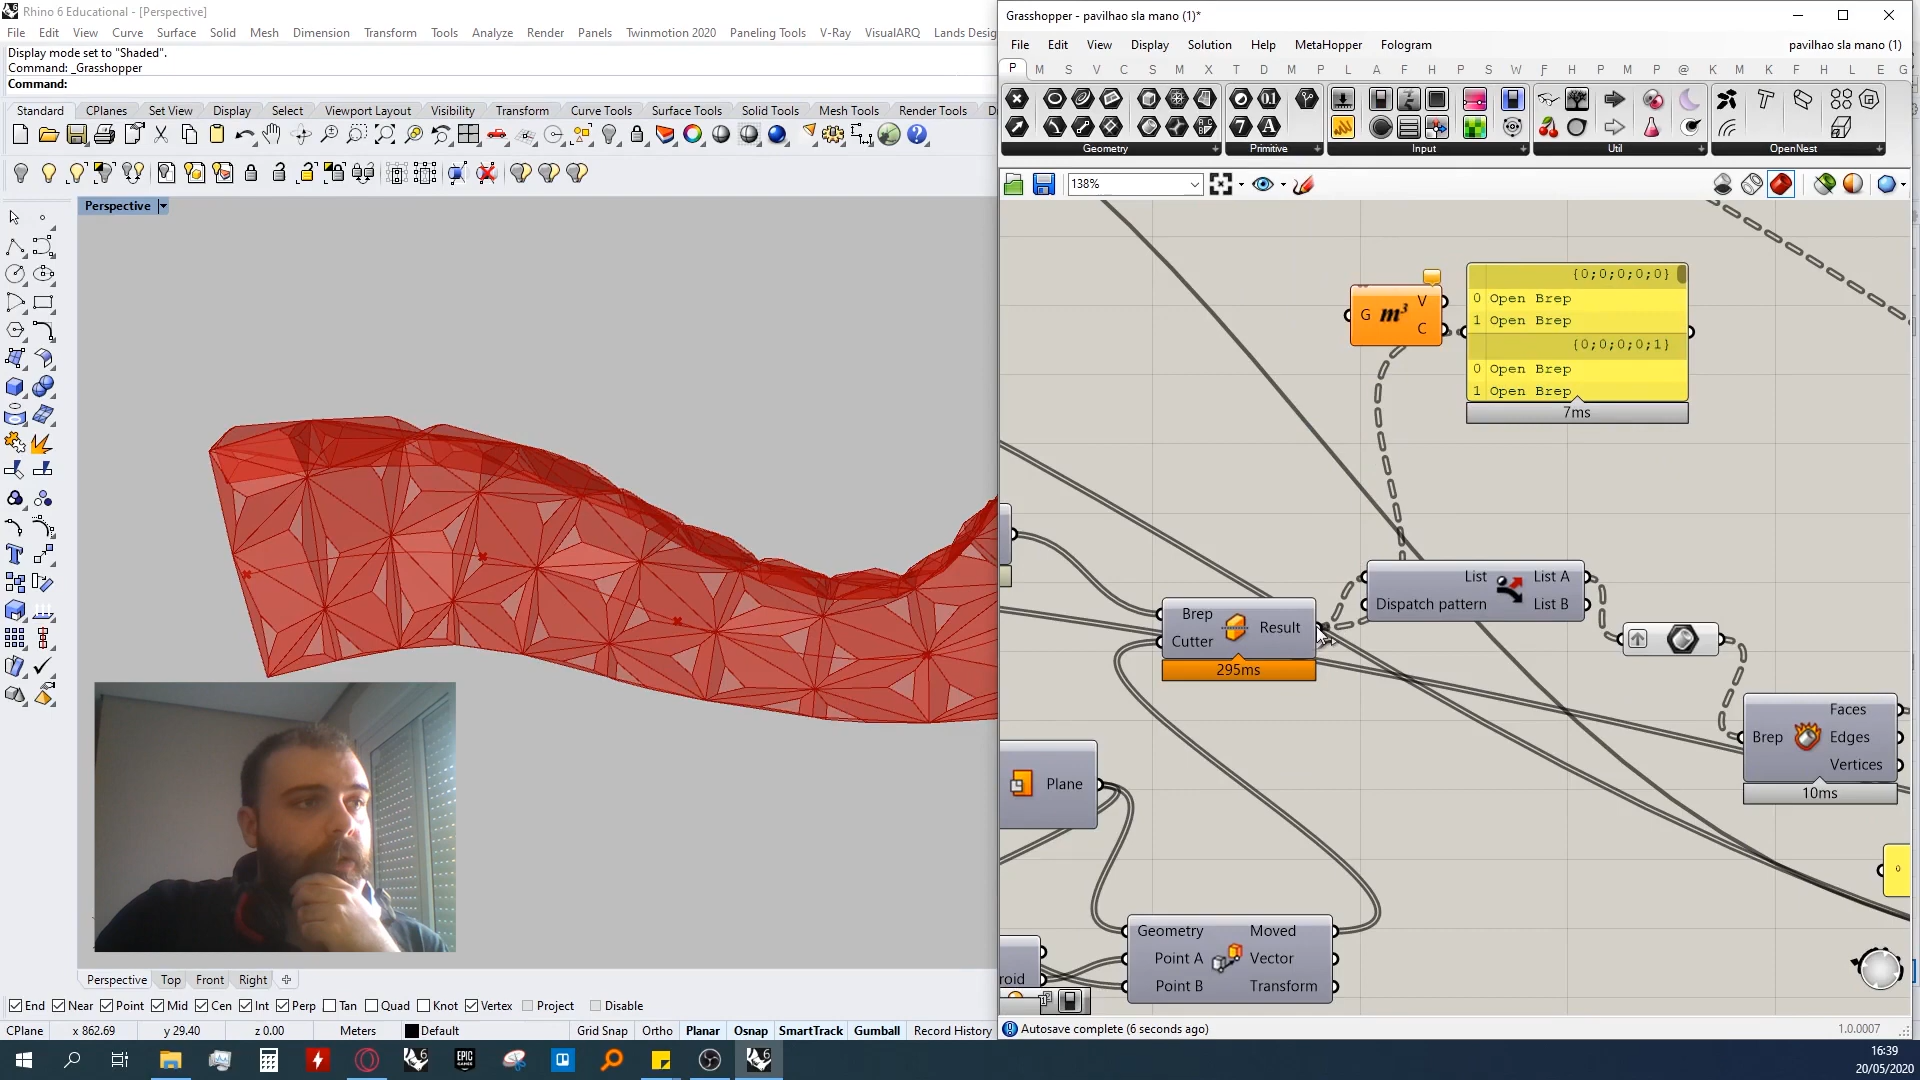 Rhino 6 Educational - [Perspective]
File Edit View Curve Surface Solid Mesh Dimension Transform Tools Analyze Render Panels Twinmotion 2020 Paneling Tools V-Ray VisualARQ Lands Desig
Display mode set to "Shaded".
Command: _Grasshopper
Command:
Standard CPlanes Set View Display Select Viewport Layout Visibility Transform Curve Tools Surface Tools Solid Tools Mesh Tools Render Tools D
Perspective
Perspective Top Front Right
End Near Point Mid Cen Int Perp Tan Quad Knot Vertex Project Disable
CPlane x 862.69 y 29.40 z 0.00 Meters Default Grid Snap Ortho Planar Osnap SmartTrack Gumball Record History
Grasshopper - pavilhao sla mano (1)*
File Edit View Display Solution Help MetaHopper Fologram pavilhao sla mano (1)
P M S V C S M X T D M P L A F H P S W F H P M P @ K M K F H L E G
Geometry Primitive Input Util OpenNest
138%
G m³ V
C
{0;0;0;0;0}
0 Open Brep
1 Open Brep
{0;0;0;0;1}
0 Open Brep
1 Open Brep
7ms
List List A
Dispatch pattern List B
Brep Result
Cutter
295ms
Faces
Brep Edges
Vertices
10ms
Plane
Geometry Moved
Point A Vector
Point B Transform
roid
Autosave complete (6 seconds ago) 1.0.0007
EPIC GAMES
16:39
20/05/2020